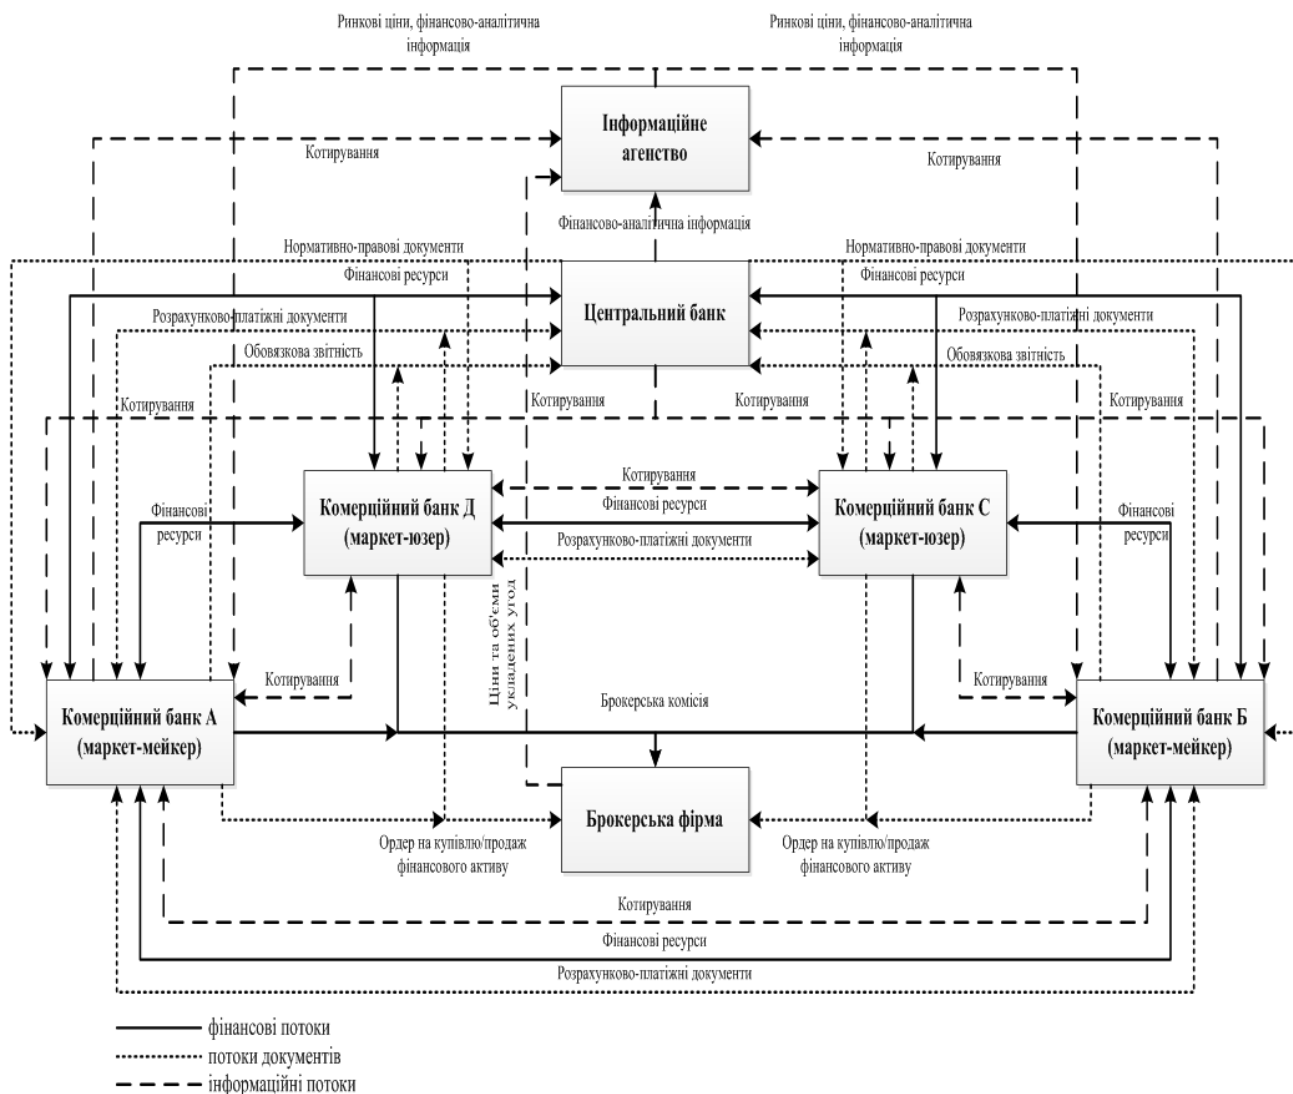 Ринкові ціни, фінансово-аналітична
інформація
Ринкові ціни, фінансово-аналітична
інформація
Інформаційне
агенство
Котирування
Котирування
Фінансово-аналітична інформація
Нормативно-правові документи
Нормативно-правові документи
Фінансові ресурси
Фінансові ресурси
Центральний банк
Розрахунково-платіжні документи
Розрахунково-платіжні документи
Обовязкова звітність
Обовязкова звітність
Котирування
Котирування
Котирування
Котирування
Комерційний банк Д
(маркет-юзер)
Котирування
Фінансові ресурси
Розрахунково-платіжні документи
Комерційний банк С
(маркет-юзер)
Фінансові
ресурси
Фінансові
ресурси
Ціни та об'єми
укладених угод
Котирування
Котирування
Комерційний банк А
(маркет-мейкер)
Брокерська комісія
Комерційний банк Б
(маркет-мейкер)
Брокерська фірма
Ордер на купівлю/продаж
фінансового активу
Ордер на купівлю/продаж
фінансового активу
Котирування
Фінансові ресурси
Розрахунково-платіжні документи
фінансові потоки
потоки документів
інформаційні потоки